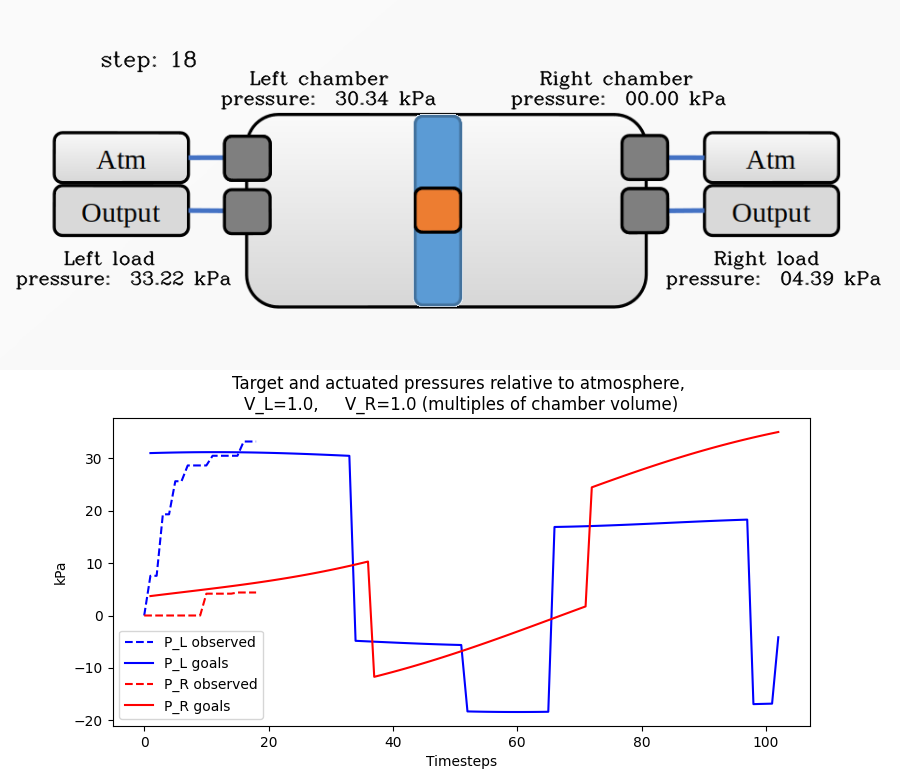 step: 18
Left chamber
pressure: 30.34 kPa
Right chamber
pressure: 00.00 kPa
Atm
Output
Atm
Output
Left load
pressure: 33.22 kPa
Right load
pressure: 04.39 kPa
Target and actuated pressures relative to atmosphere,
V_L=1.0, V_R=1.0 (multiples of chamber volume)
kPa
30
20
10
0
−10
−20
P_L observed
P_L goals
P_R observed
P_R goals
0 20 40 60 80 100
Timesteps